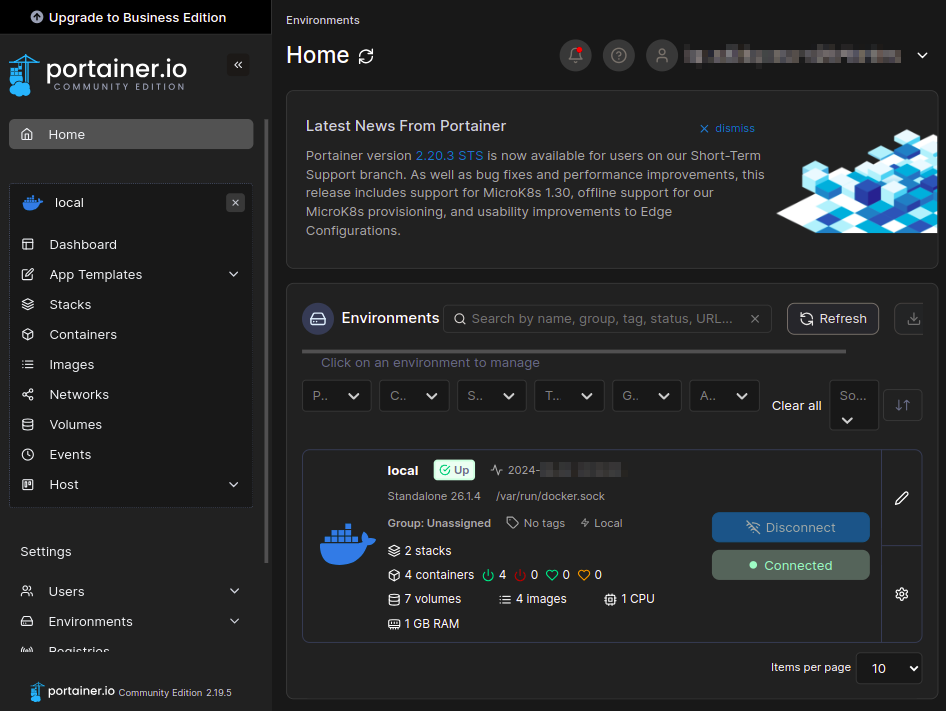 Upgrade to Business Edition
portainer.io
COMMUNITY EDITION
Home
local
Dashboard
App Templates
Stacks
Containers
Images
Networks
Volumes
Events
Host
Settings
Users
Environments
Registries
portainer.io Community Edition 2.19.5
Environments
Home
Latest News From Portainer
dismiss
Portainer version 2.20.3 STS is now available for users on our Short-Term
Support branch. As well as bug fixes and performance improvements, this
release includes support for MicroK8s 1.30, offline support for our
MicroK8s provisioning, and usability improvements to Edge
Configurations.
Environments
Search by name, group, tag, status, URL...
Refresh
Click on an environment to manage
P.. C.. S.. T... G.. A.. Clear all So...
local Up 2024-
Standalone 26.1.4 /var/run/docker.sock
Group: Unassigned No tags Local
Disconnect
2 stacks
Connected
4 containers 4 0 0 0
7 volumes 4 images 1 CPU
1 GB RAM
Items per page 10